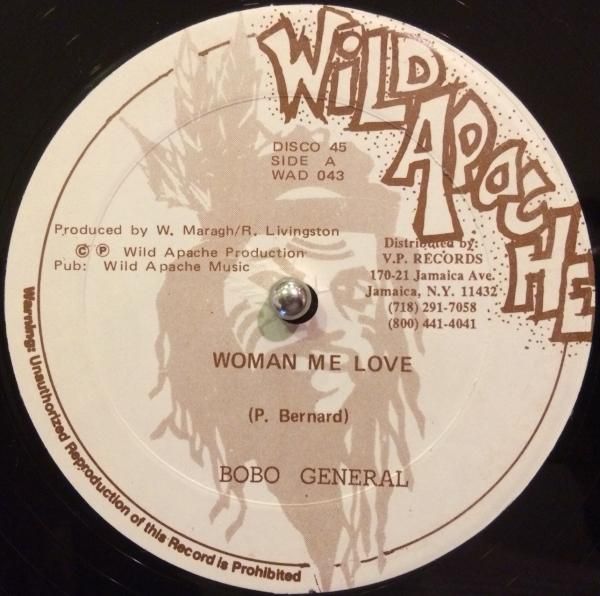 WILD
APACHE
DISCO 45
SIDE A
WAD 043
Produced by W. Maragh/R. Livingston
© ℗ Wild Apache Production
Pub: Wild Apache Music
Distributed by:
V.P. RECORDS
170-21 Jamaica Ave.
Jamaica, N.Y. 11432
(718) 291-7058
(800) 441-4041
WOMAN ME LOVE
(P. Bernard)
BOBO GENERAL
Warning: Unauthorized Reproduction of this Record is Prohibited